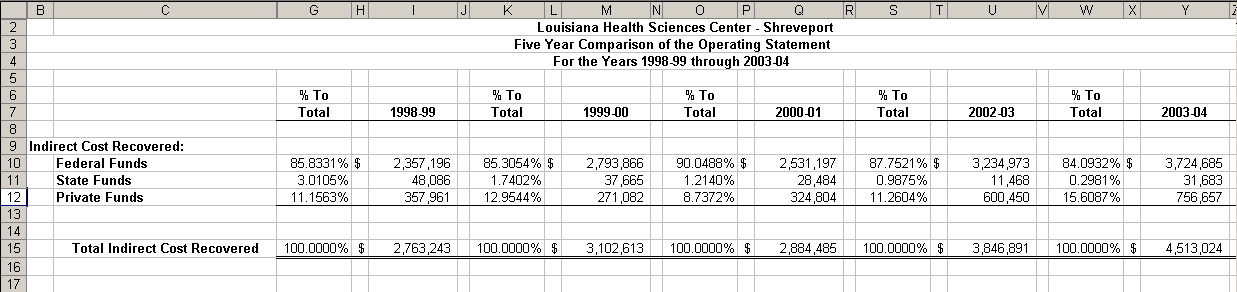 B C G H I J K L M N O P Q R S T U V W X Y Z
2 Louisiana Health Sciences Center - Shreveport
3 Five Year Comparison of the Operating Statement
4 For the Years 1998-99 through 2003-04
5
6 % To % To % To % To % To
7 Total 1998-99 Total 1999-00 Total 2000-01 Total 2002-03 Total 2003-04
8
9 Indirect Cost Recovered:
10 Federal Funds 85.8331% $ 2,357,196 85.3054% $ 2,793,866 90.0488% $ 2,531,197 87.7521% $ 3,234,973 84.0932% $ 3,724,685
11 State Funds 3.0105% 48,086 1.7402% 37,665 1.2140% 28,484 0.9875% 11,468 0.2981% 31,683
12 Private Funds 11.1563% 357,961 12.9544% 271,082 8.7372% 324,804 11.2604% 600,450 15.6087% 756,657
13
14
15 Total Indirect Cost Recovered 100.0000% $ 2,763,243 100.0000% $ 3,102,613 100.0000% $ 2,884,485 100.0000% $ 3,846,891 100.0000% $ 4,513,024
16
17